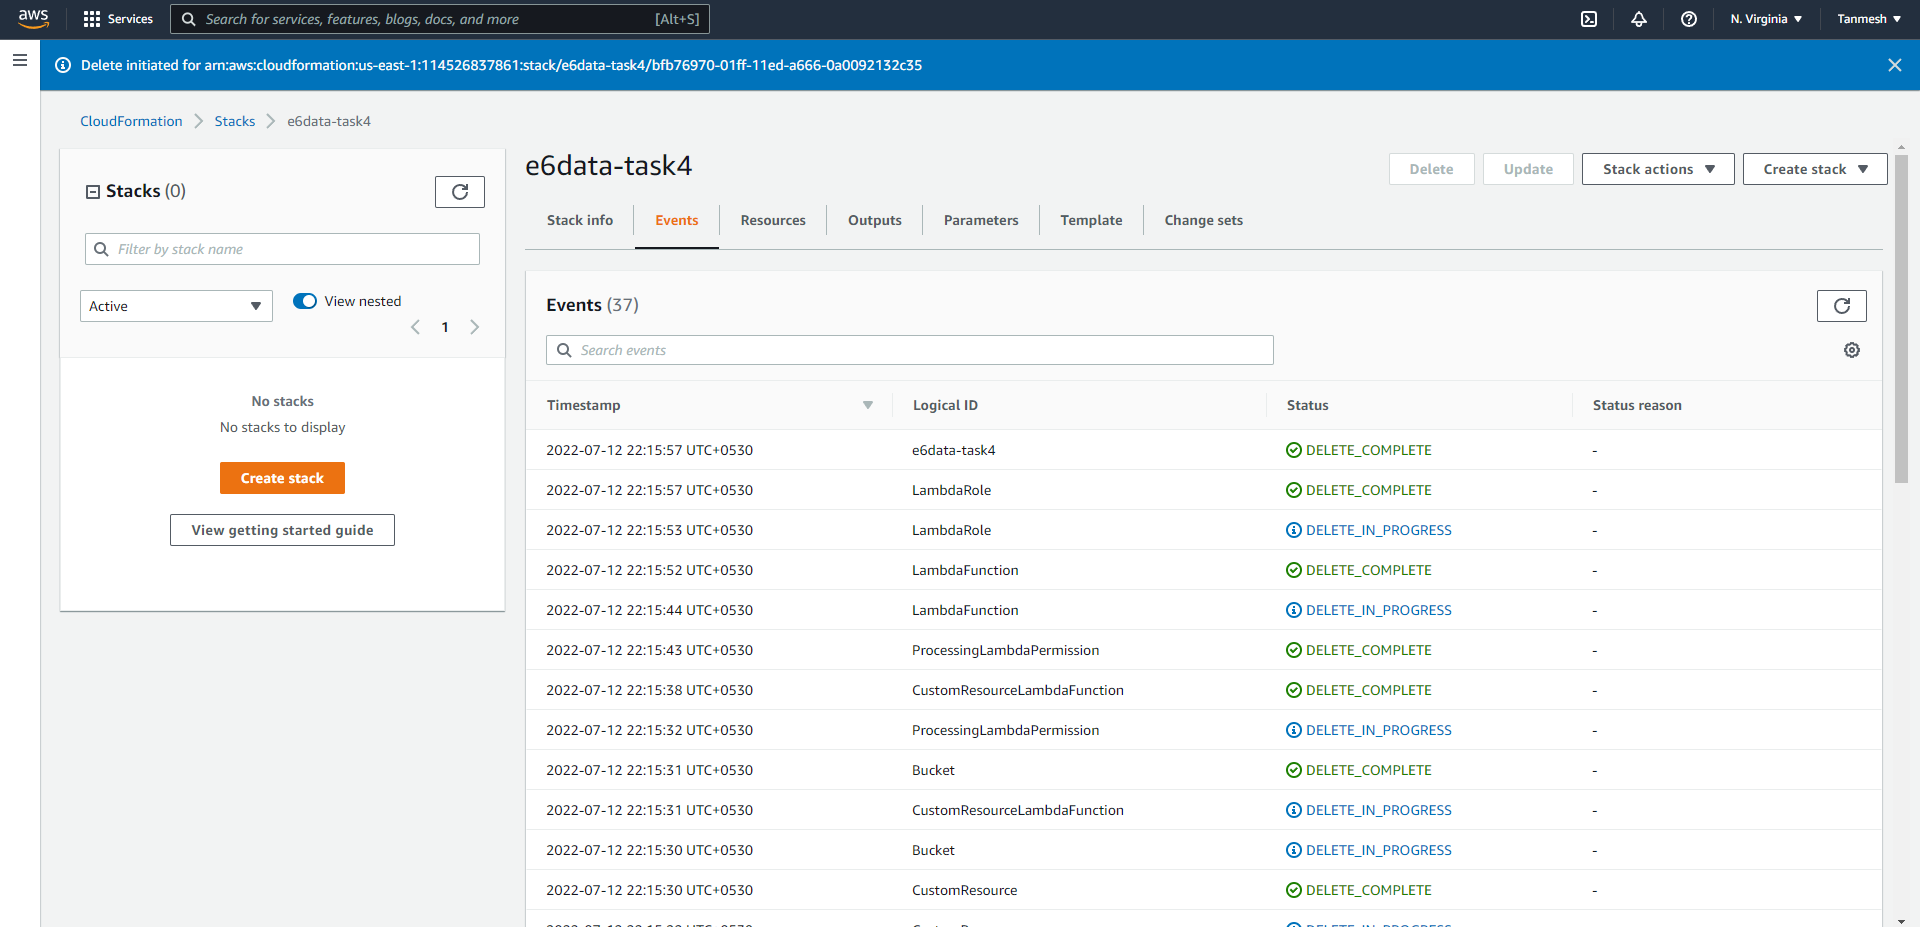 aws
Services
Search for services, features, blogs, docs, and more
[Alt+S]
N. Virginia
Tanmesh
Delete initiated for arn:aws:cloudformation:us-east-1:114526837861:stack/e6data-task4/bfb76970-01ff-11ed-a666-0a0092132c35
CloudFormation
Stacks
e6data-task4
Stacks (0)
Filter by stack name
Active
View nested
1
No stacks
No stacks to display
Create stack
View getting started guide
e6data-task4
Delete
Update
Stack actions
Create stack
Stack info
Events
Resources
Outputs
Parameters
Template
Change sets
Events (37)
Search events
Timestamp Logical ID Status Status reason
2022-07-12 22:15:57 UTC+0530 e6data-task4 DELETE_COMPLETE -
2022-07-12 22:15:57 UTC+0530 LambdaRole DELETE_COMPLETE -
2022-07-12 22:15:53 UTC+0530 LambdaRole DELETE_IN_PROGRESS -
2022-07-12 22:15:52 UTC+0530 LambdaFunction DELETE_COMPLETE -
2022-07-12 22:15:44 UTC+0530 LambdaFunction DELETE_IN_PROGRESS -
2022-07-12 22:15:43 UTC+0530 ProcessingLambdaPermission DELETE_COMPLETE -
2022-07-12 22:15:38 UTC+0530 CustomResourceLambdaFunction DELETE_COMPLETE -
2022-07-12 22:15:32 UTC+0530 ProcessingLambdaPermission DELETE_IN_PROGRESS -
2022-07-12 22:15:31 UTC+0530 Bucket DELETE_COMPLETE -
2022-07-12 22:15:31 UTC+0530 CustomResourceLambdaFunction DELETE_IN_PROGRESS -
2022-07-12 22:15:30 UTC+0530 Bucket DELETE_IN_PROGRESS -
2022-07-12 22:15:30 UTC+0530 CustomResource DELETE_COMPLETE -